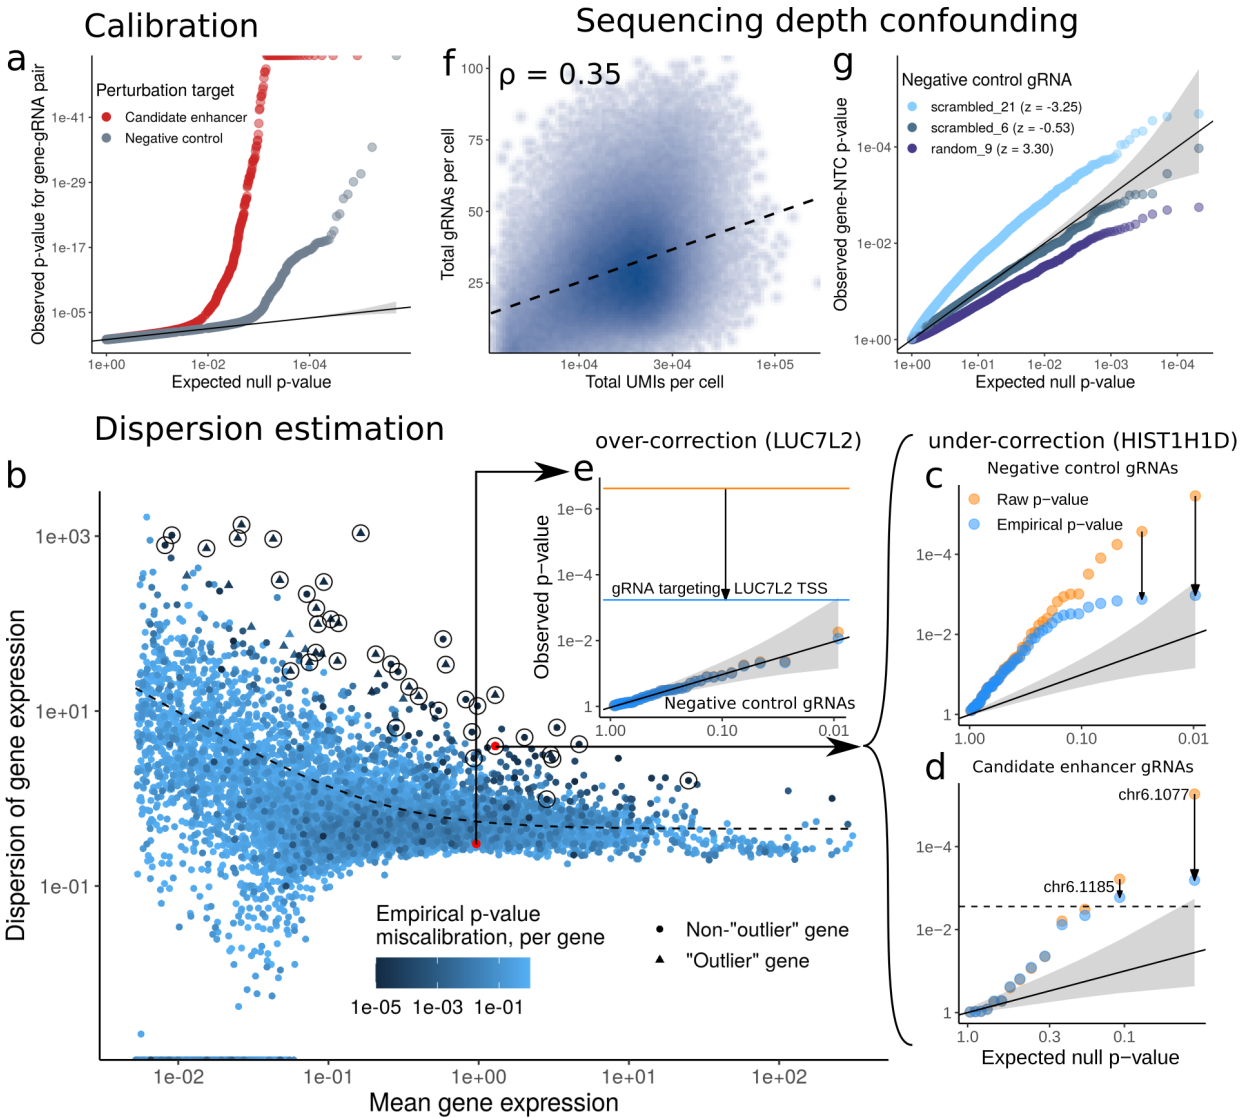 Calibration
Sequencing depth confounding
a
Observed p-value for gene-gRNA pair
1e-41
1e-29
1e-17
1e-05
Perturbation target
Candidate enhancer
Negative control
1e+00
1e-02
1e-04
Expected null p-value
f
ρ = 0.35
Total gRNAs per cell
100
75
50
25
1e+04
3e+04
1e+05
Total UMIs per cell
g
Observed gene-NTC p-value
Negative control gRNA
scrambled_21 (z = -3.25)
scrambled_6 (z = -0.53)
random_9 (z = 3.30)
1e-04
1e-02
1e+00
1e+00
1e-01
1e-02
1e-03
1e-04
Expected null p-value
Dispersion estimation
b
Dispersion of gene expression
1e+03
1e+01
1e-01
1e-02
1e-01
1e+00
1e+01
1e+02
Mean gene expression
Empirical p-value
miscalibration, per gene
1e-05 1e-03 1e-01
Non-"outlier" gene
"Outlier" gene
over-correction (LUC7L2)
e
Observed p-value
1e-6
1e-4
1e-2
1
gRNA targeting LUC7L2 TSS
Negative control gRNAs
1.00
0.10
0.01
under-correction (HIST1H1D)
c
Negative control gRNAs
Raw p-value
Empirical p-value
1e-4
1e-2
1
1.00
0.10
0.01
d
Candidate enhancer gRNAs
chr6.1077
chr6.1185
1e-4
1e-2
1
1.0
0.3
0.1
Expected null p-value